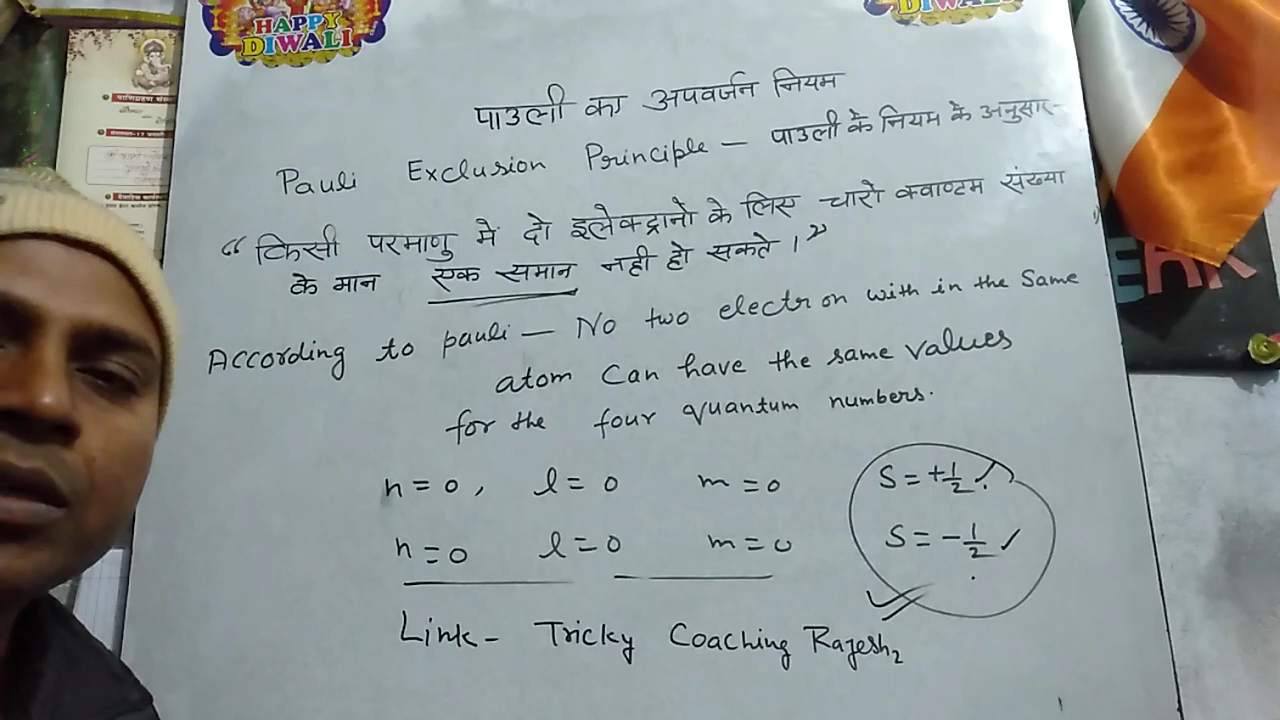 HAPPY
DIWALI
DIWALI
पाउली का अपवर्जन नियम
Pauli Exclusion Principle – पाउली के नियम के अनुसार-
“किसी परमाणु में दो इलेक्ट्रानो के लिए चारो क्वाण्टम संख्या
के मान एक समान नही हो सकते ।”
According to pauli – No two electron with in the Same
atom Can have the same values
for the four quantum numbers.
n = 0, l = 0 m = 0 S = +1/2 ✓
n = 0 l = 0 m = 0 S = -1/2 ✓
Link - Tricky Coaching Rajesh2